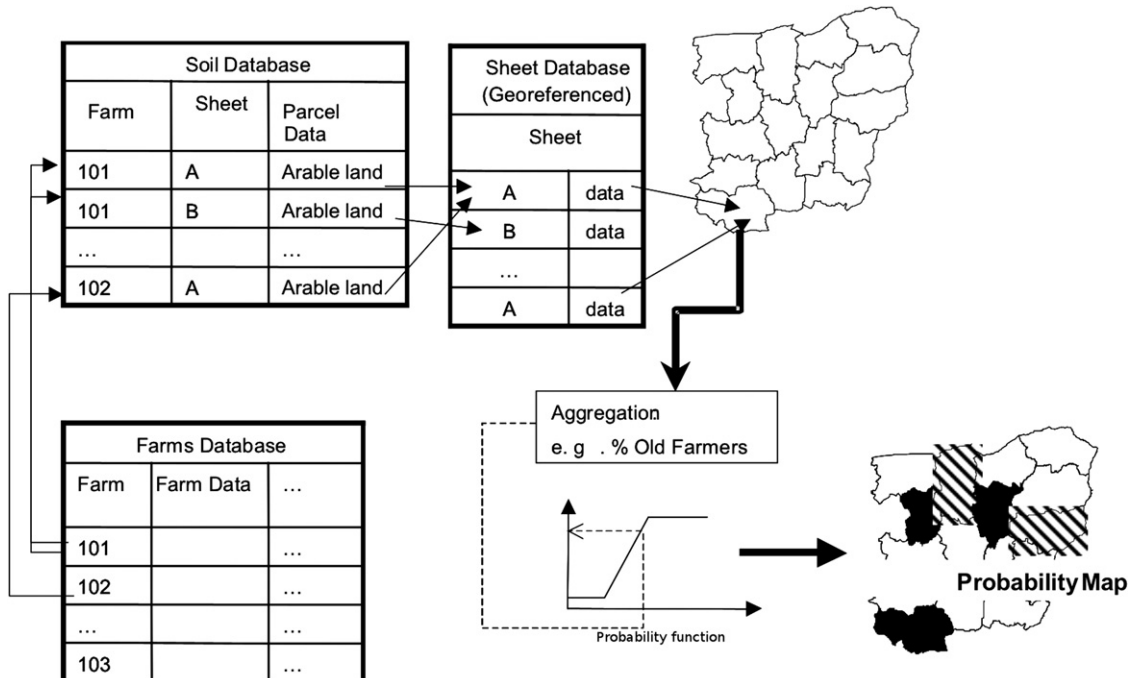 Soil Database
Farm Sheet Parcel Data
101 A Arable land
101 B Arable land
... ...
102 A Arable land
Sheet Database
(Georeferenced)
Sheet
A data
B data
...
A data
Farms Database
Farm Farm Data ...
101 ...
102 ...
... ...
103 ...
Aggregation.
e. g . % Old Farmers
Probability function
Probability Map